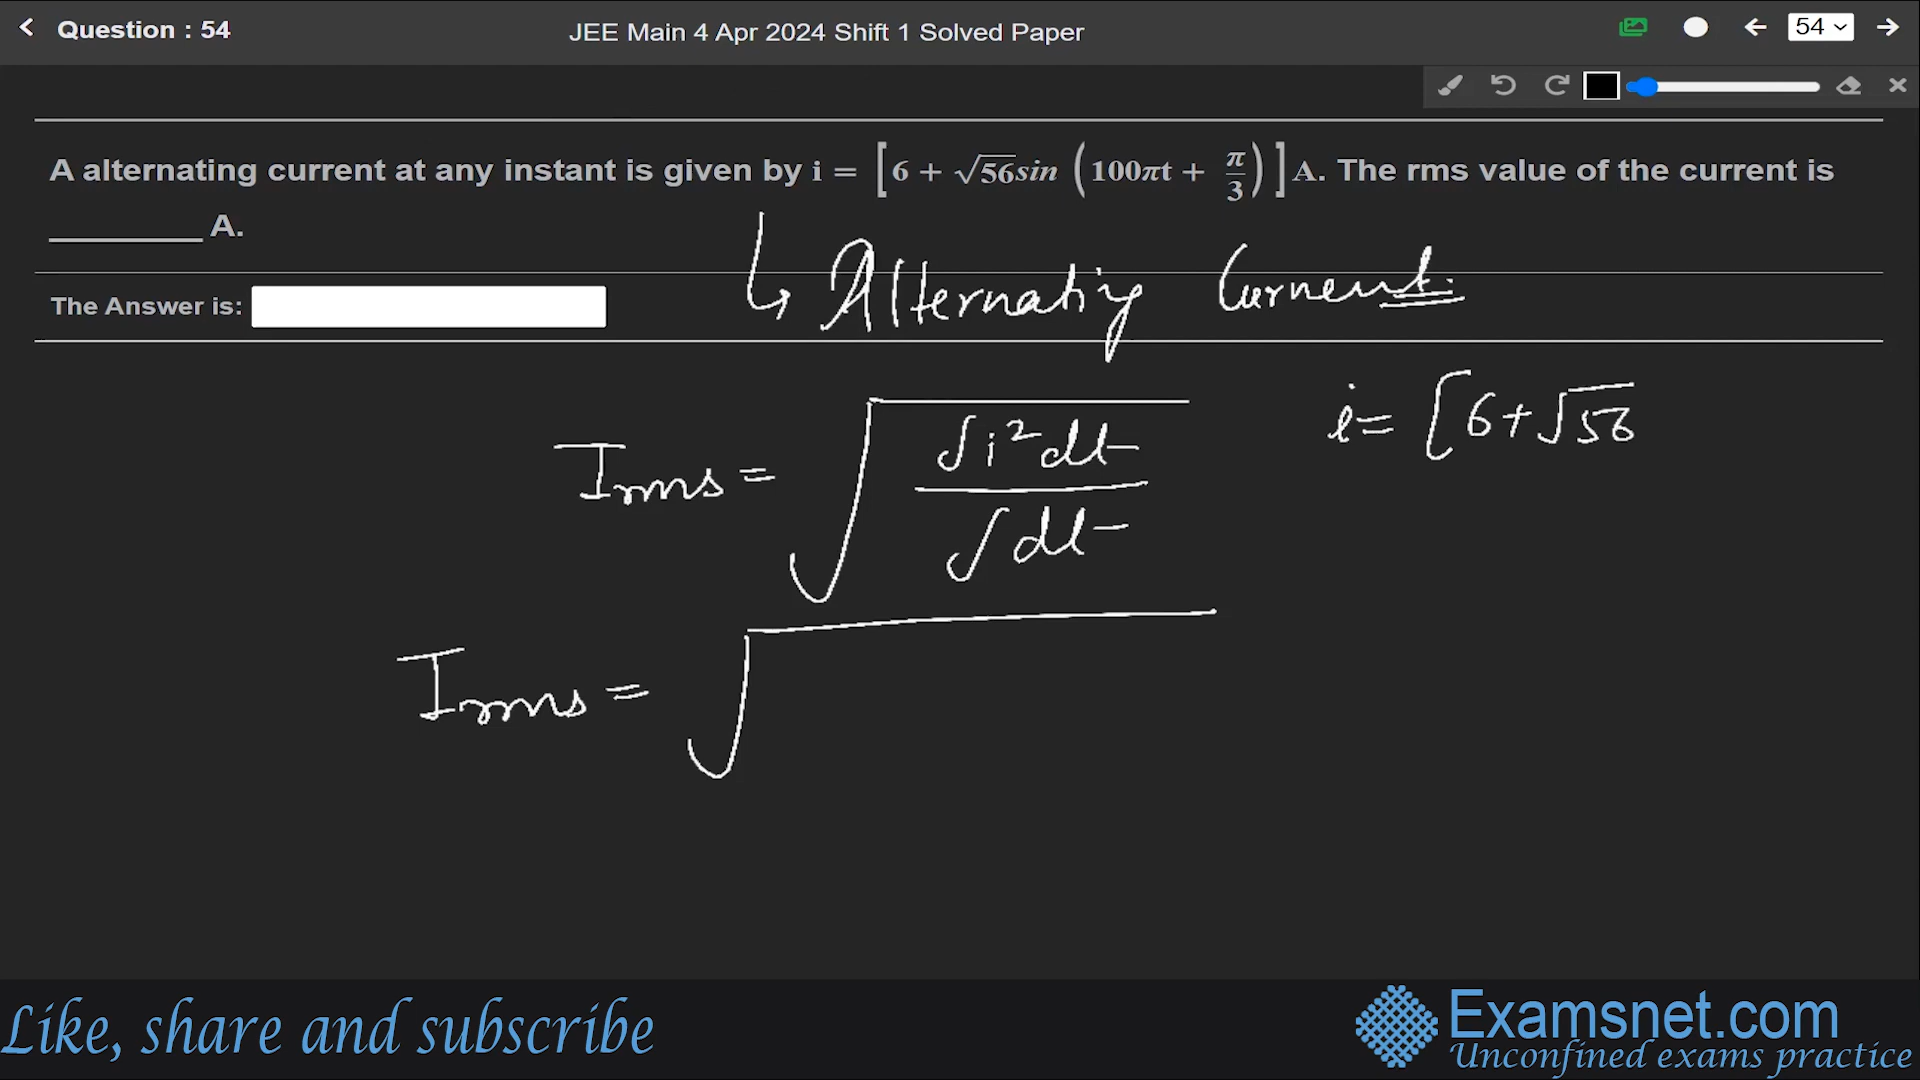 Question : 54
JEE Main 4 Apr 2024 Shift 1 Solved Paper
54
A alternating current at any instant is given by i = [6 + √56 sin (100πt + π/3)] A. The rms value of the current is
________ A.
↳ Alternating Current
The Answer is:
Irms = √(∫i²dt / ∫dt)
i = [6+√56
Irms = √
Like, share and subscribe
Examsnet.com
Unconfined exams practice